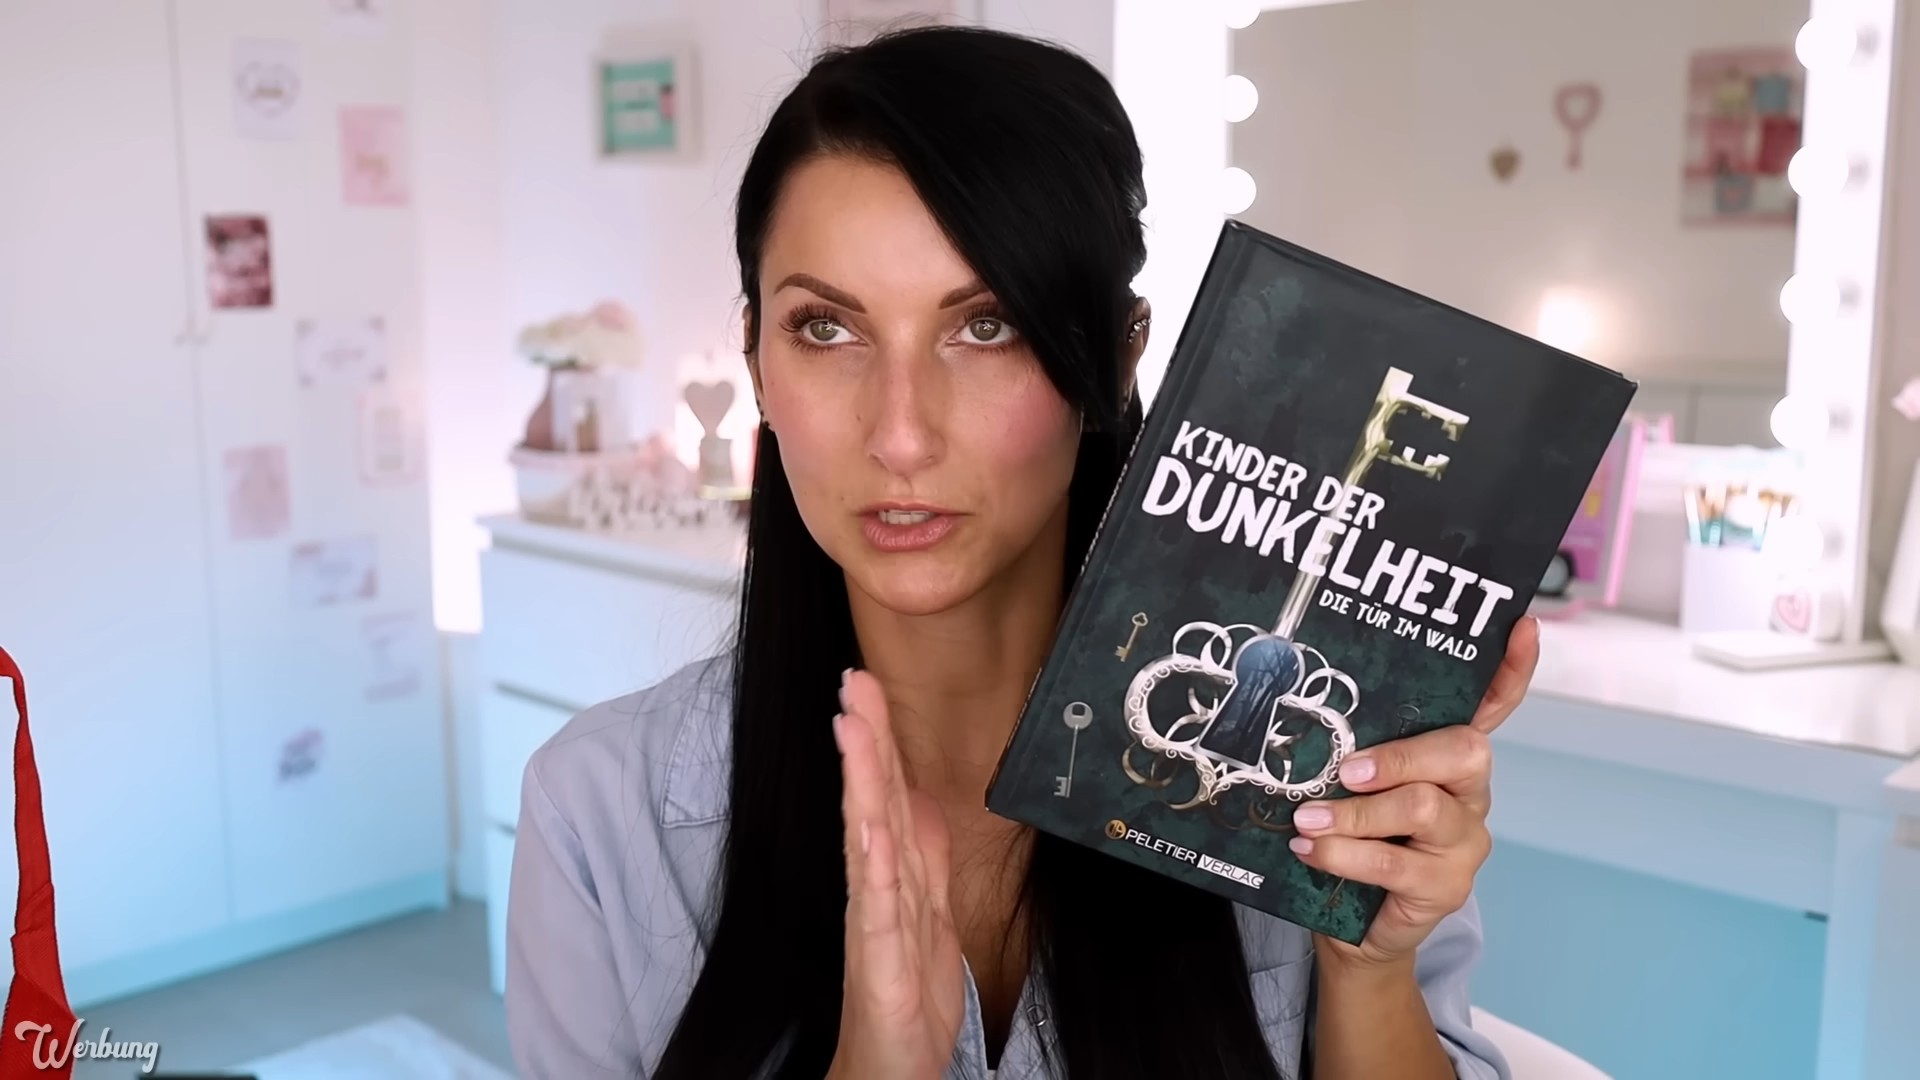 KINDER DER
DUNKELHEIT
DIE TÜR IM WALD
PELETIER VERLAG
Werbung